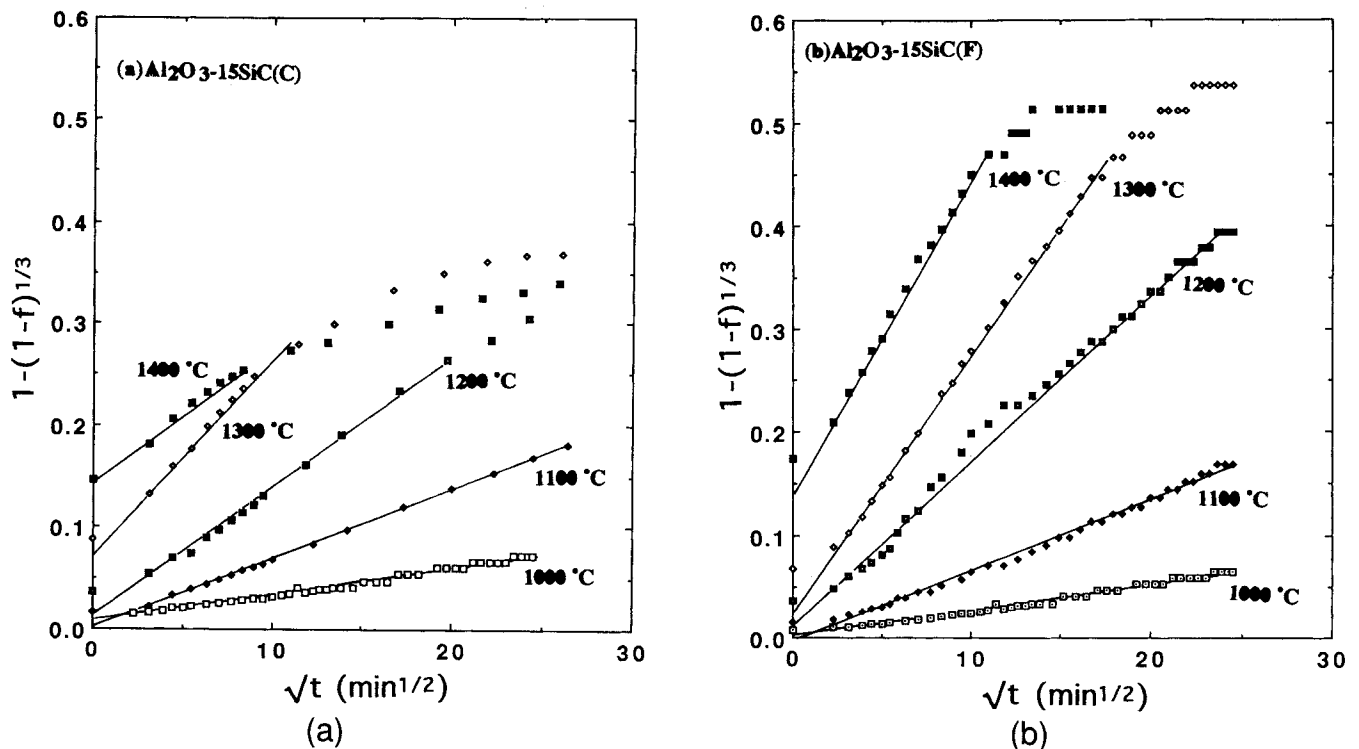 (a)Al2O3-15SiC(C)
0.6
0.5
0.4
0.3
0.2
0.1
0.0
1-(1-f)1/3
1400 °C
1300 °C
1200 °C
1100 °C
1000 °C
0
10
20
30
√t (min1/2)
(a)
(b)Al2O3-15SiC(F)
0.6
0.5
0.4
0.3
0.2
0.1
0.0
1-(1-f)1/3
1400 °C
1300 °C
1200 °C
1100 °C
1000 °C
0
10
20
30
√t (min1/2)
(b)